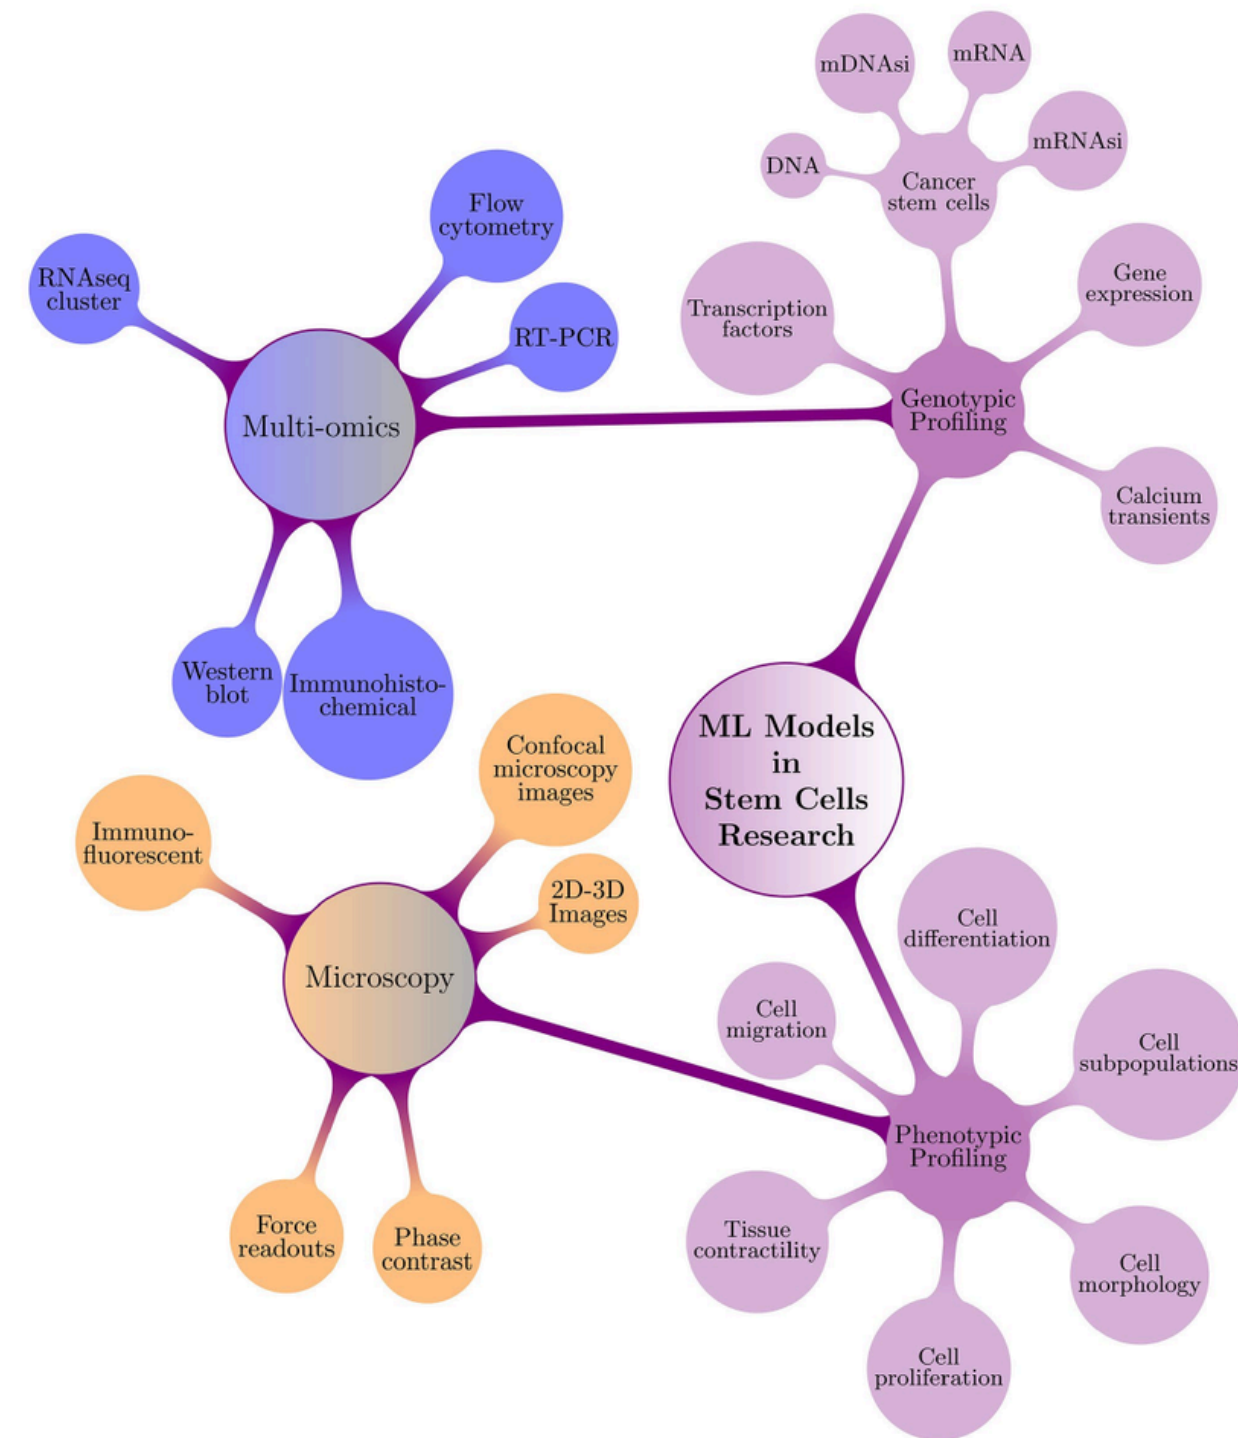 mDNAsi
mRNA
mRNAsi
DNA
Cancer
stem cells
Flow
cytometry
RNAseq
cluster
RT-PCR
Multi-omics
Western
blot
Immunohisto-
chemical
Transcription
factors
Gene
expression
Genotypic
Profiling
Calcium
transients
ML Models
in
Stem Cells
Research
Confocal
microscopy
images
Immuno-
fluorescent
2D-3D
Images
Microscopy
Force
readouts
Phase
contrast
Cell
differentiation
Cell
migration
Cell
subpopulations
Phenotypic
Profiling
Tissue
contractility
Cell
morphology
Cell
proliferation